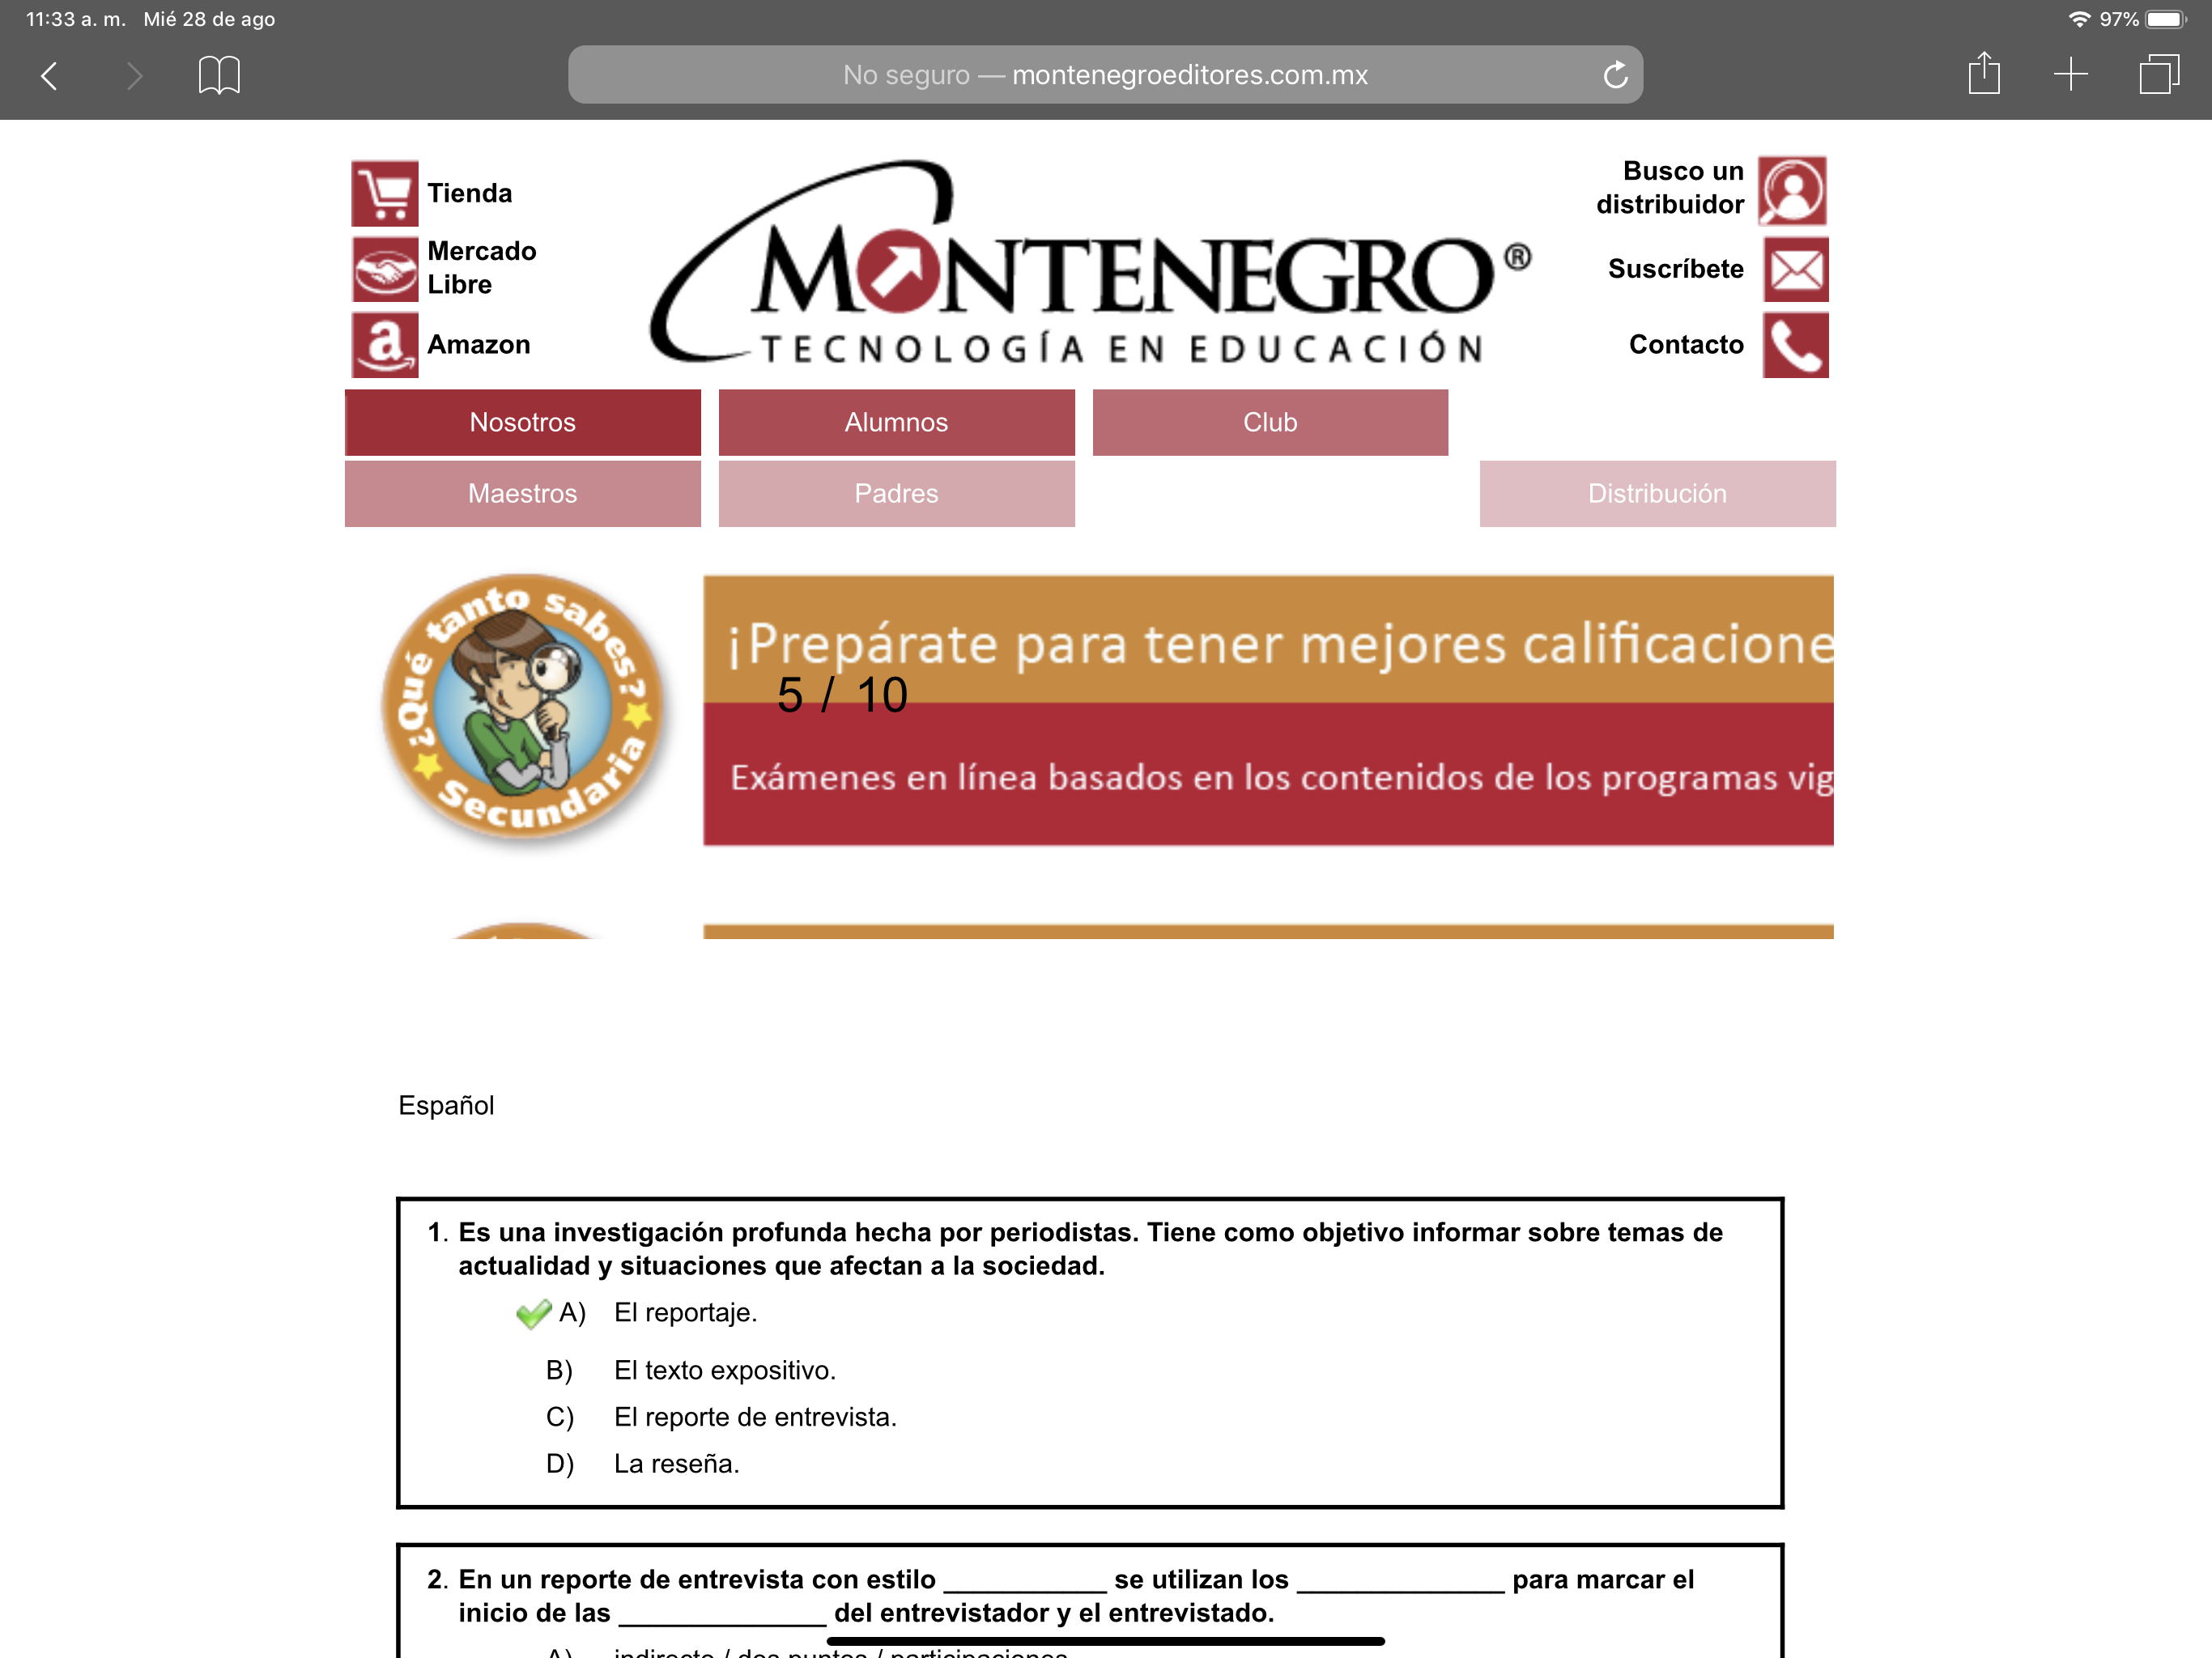 11:33 a. m. Mié 28 de ago
97%
No seguro — montenegroeditores.com.mx
Tienda
Mercado
Libre
Amazon
MONTENEGRO®
TECNOLOGÍA EN EDUCACIÓN
Busco un
distribuidor
Suscríbete
Contacto
Nosotros
Alumnos
Club
Maestros
Padres
Distribución
¿Qué tanto sabes?
Secundaria
¡Prepárate para tener mejores calificacione
5 / 10
Exámenes en línea basados en los contenidos de los programas vig
Español
1. Es una investigación profunda hecha por periodistas. Tiene como objetivo informar sobre temas de
actualidad y situaciones que afectan a la sociedad.
A) El reportaje.
B) El texto expositivo.
C) El reporte de entrevista.
D) La reseña.
2. En un reporte de entrevista con estilo ___________ se utilizan los ______________ para marcar el
inicio de las ______________ del entrevistador y el entrevistado.
A) indirecto / dos puntos / participaciones